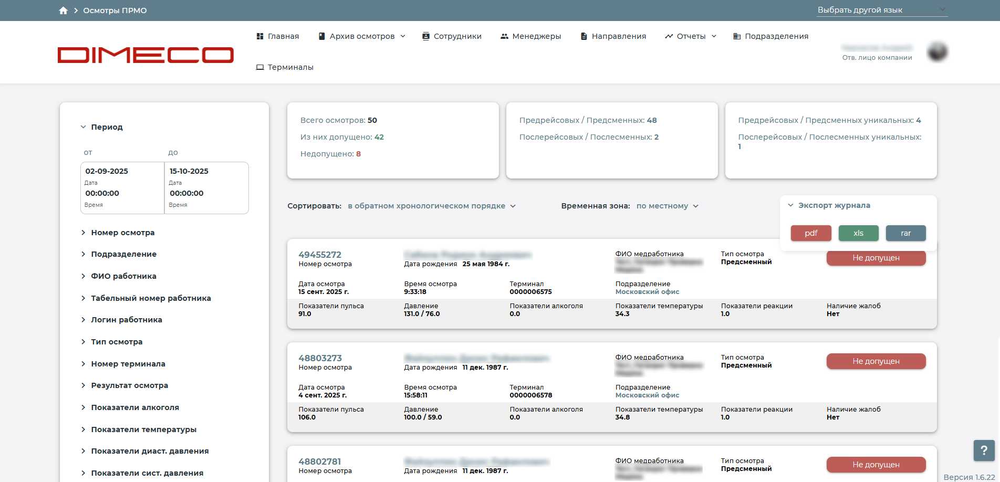 Осмотры ПРМО
Выбрать другой язык
DIMECO
Главная
Архив осмотров
Сотрудники
Менеджеры
Направления
Отчеты
Подразделения
Терминалы
Отв. лицо компании
Период
от
до
02-09-2025
15-10-2025
Дата
Дата
00:00:00
00:00:00
Время
Время
Номер осмотра
Подразделение
ФИО работника
Табельный номер работника
Логин работника
Тип осмотра
Номер терминала
Результат осмотра
Показатели алкоголя
Показатели температуры
Показатели диаст. давления
Показатели сист. давления
Всего осмотров: 50
Из них допущено: 42
Недопущено: 8
Предрейсовых / Предсменных: 48
Послерейсовых / Послесменных: 2
Предрейсовых / Предсменных уникальных: 4
Послерейсовых / Послесменных уникальных:
1
Сортировать: в обратном хронологическом порядке
Временная зона: по местному
Экспорт журнала
pdf
xls
rar
49455272
Номер осмотра
Дата рождения 25 мая 1984 г.
ФИО медработника
Тип осмотра
Предсменный
Не допущен
Дата осмотра
15 сент. 2025 г.
Время осмотра
9:33:18
Терминал
0000006575
Подразделение
Московский офис
Показатели пульса
91.0
Давление
131.0 / 76.0
Показатели алкоголя
0.0
Показатели температуры
34.3
Показатели реакции
1.0
Наличие жалоб
Нет
48803273
Номер осмотра
Дата рождения 11 дек. 1987 г.
ФИО медработника
Тип осмотра
Предсменный
Не допущен
Дата осмотра
4 сент. 2025 г.
Время осмотра
15:58:11
Терминал
0000006578
Подразделение
Московский офис
Показатели пульса
106.0
Давление
100.0 / 59.0
Показатели алкоголя
0.0
Показатели температуры
34.8
Показатели реакции
1.0
Наличие жалоб
Нет
48802781
Номер осмотра
Дата рождения 11 дек. 1987 г.
ФИО медработника
Тип осмотра
Предсменный
Не допущен
?
Версия 1.6.22